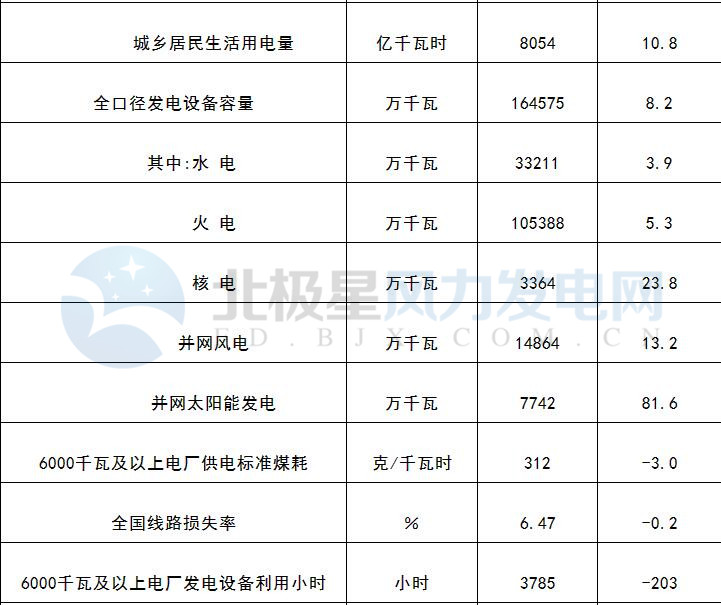 城乡居民生活用电量 亿千瓦时 8054 10.8
全口径发电设备容量 万千瓦 164575 8.2
其中:水 电 万千瓦 33211 3.9
火 电 万千瓦 105388 5.3
核 电 万千瓦 3364 23.8
北极星风力发电网
并网风电 万千瓦 14864 13.2
FD.BJX.COM.CN
并网太阳能发电 万千瓦 7742 81.6
6000千瓦及以上电厂供电标准煤耗 克/千瓦时 312 -3.0
全国线路损失率 % 6.47 -0.2
6000千瓦及以上电厂发电设备利用小时 小时 3785 -203